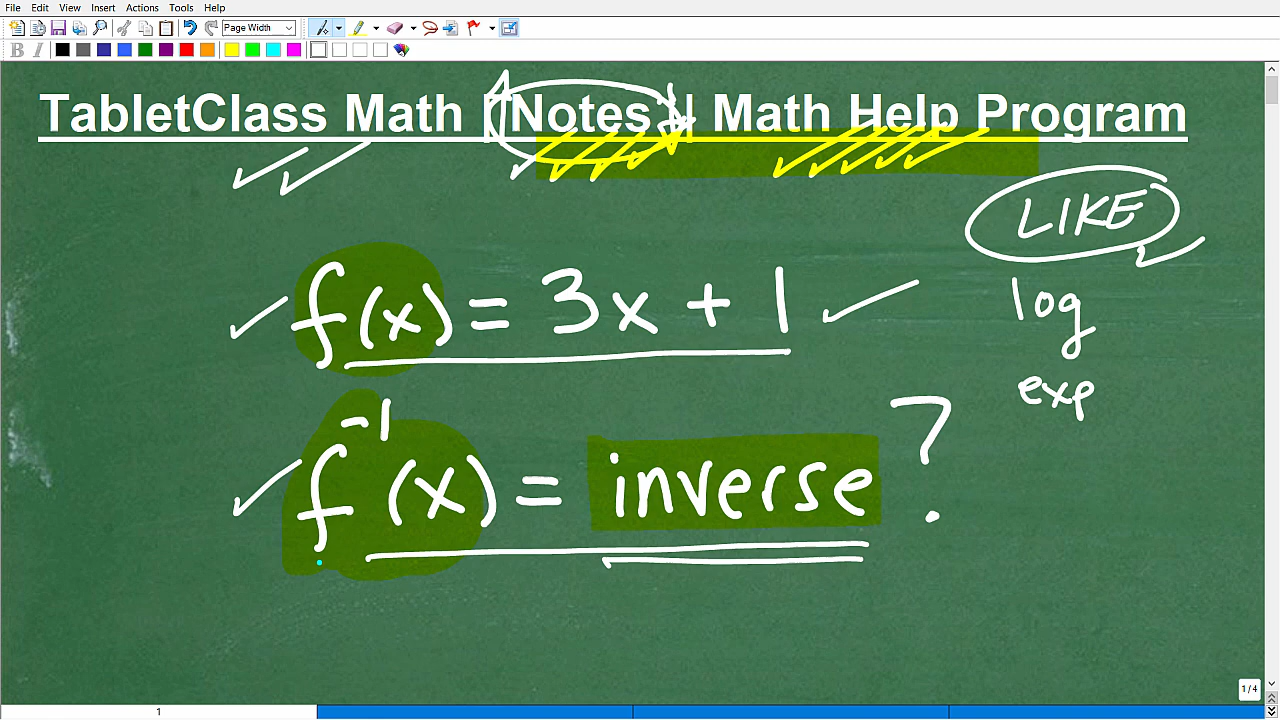 File Edit View Insert Actions Tools Help
Page Width
B I
TabletClass Math | Notes | Math Help Program
LIKE
f(x) = 3x + 1
log
exp
f⁻¹(x) = inverse ?
1/4
1